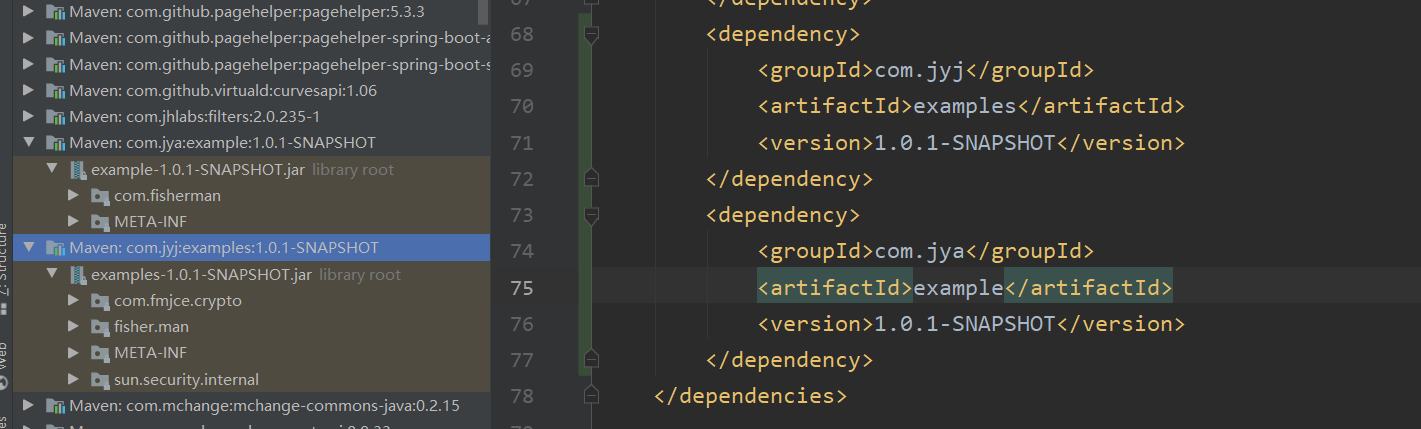 Maven: com.github.pagehelper:pagehelper:5.3.3
Maven: com.github.pagehelper:pagehelper-spring-boot-a
Maven: com.github.pagehelper:pagehelper-spring-boot-s
Maven: com.github.virtuald:curvesapi:1.06
Maven: com.jhlabs:filters:2.0.235-1
Maven: com.jya:example:1.0.1-SNAPSHOT
example-1.0.1-SNAPSHOT.jar library root
com.fisherman
META-INF
Maven: com.jyj:examples:1.0.1-SNAPSHOT
examples-1.0.1-SNAPSHOT.jar library root
com.fmjce.crypto
fisher.man
META-INF
sun.security.internal
Maven: com.mchange:mchange-commons-java:0.2.15
Z: Structure
Web
67 </dependency>
68 <dependency>
69 <groupId>com.jyj</groupId>
70 <artifactId>examples</artifactId>
71 <version>1.0.1-SNAPSHOT</version>
72 </dependency>
73 <dependency>
74 <groupId>com.jya</groupId>
75 <artifactId>example</artifactId>
76 <version>1.0.1-SNAPSHOT</version>
77 </dependency>
78 </dependencies>